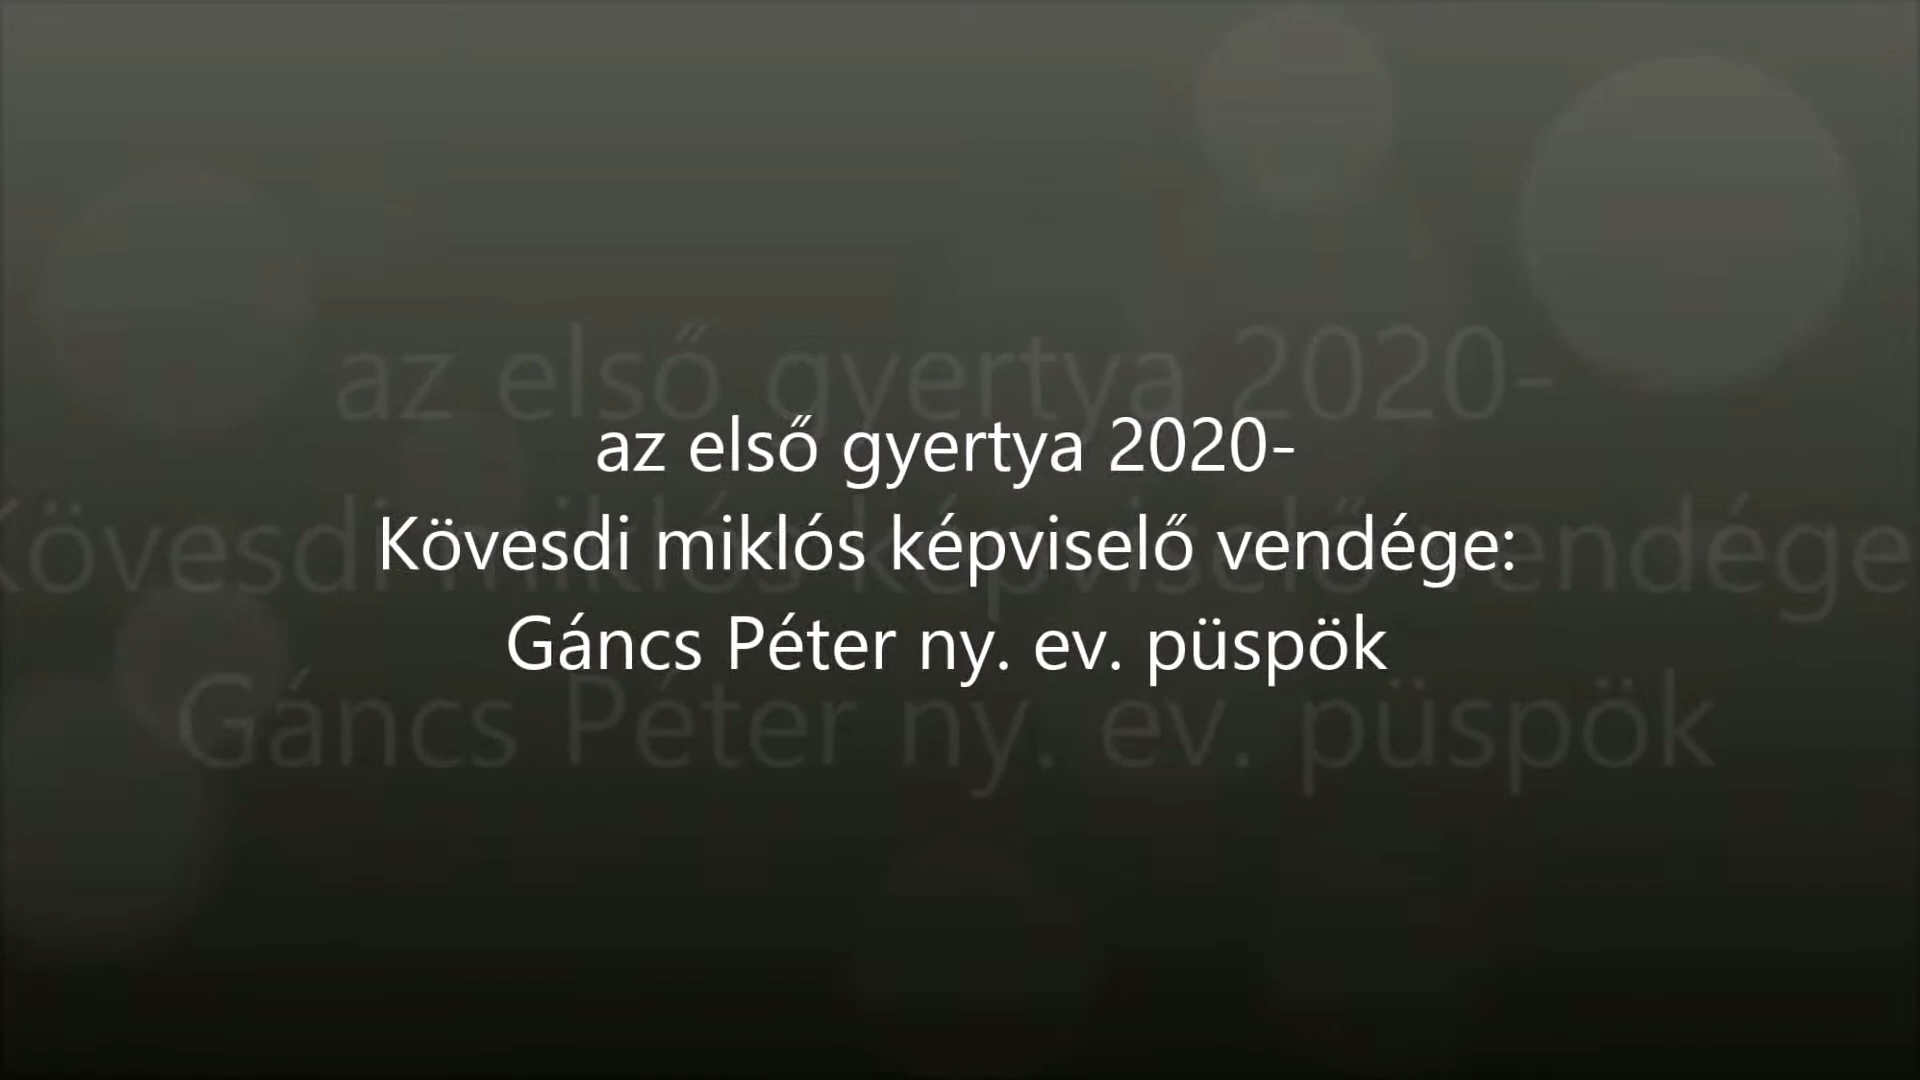 az első gyertya 2020-
Kövesdi miklós képviselő vendége:
Gáncs Péter ny. ev. püspök